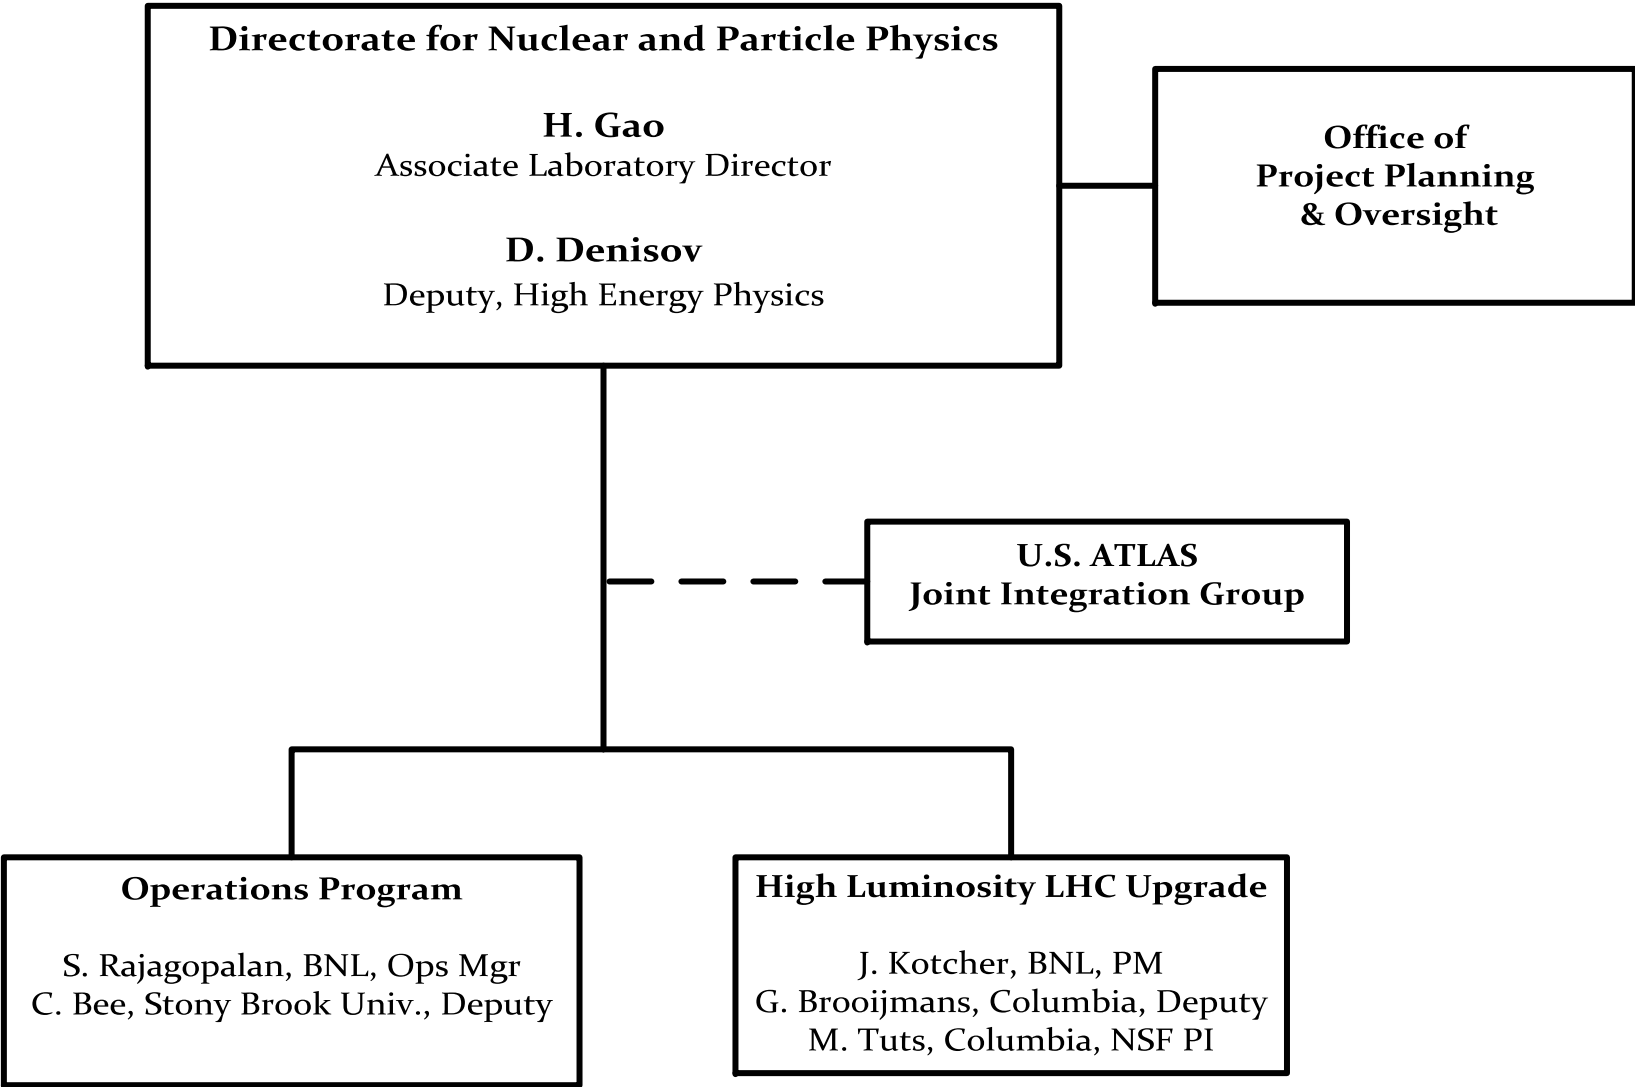 Directorate for Nuclear and Particle Physics
H. Gao
Associate Laboratory Director
D. Denisov
Deputy, High Energy Physics
Office of
Project Planning
& Oversight
U.S. ATLAS
Joint Integration Group
Operations Program
S. Rajagopalan, BNL, Ops Mgr
C. Bee, Stony Brook Univ., Deputy
High Luminosity LHC Upgrade
J. Kotcher, BNL, PM
G. Brooijmans, Columbia, Deputy
M. Tuts, Columbia, NSF PI